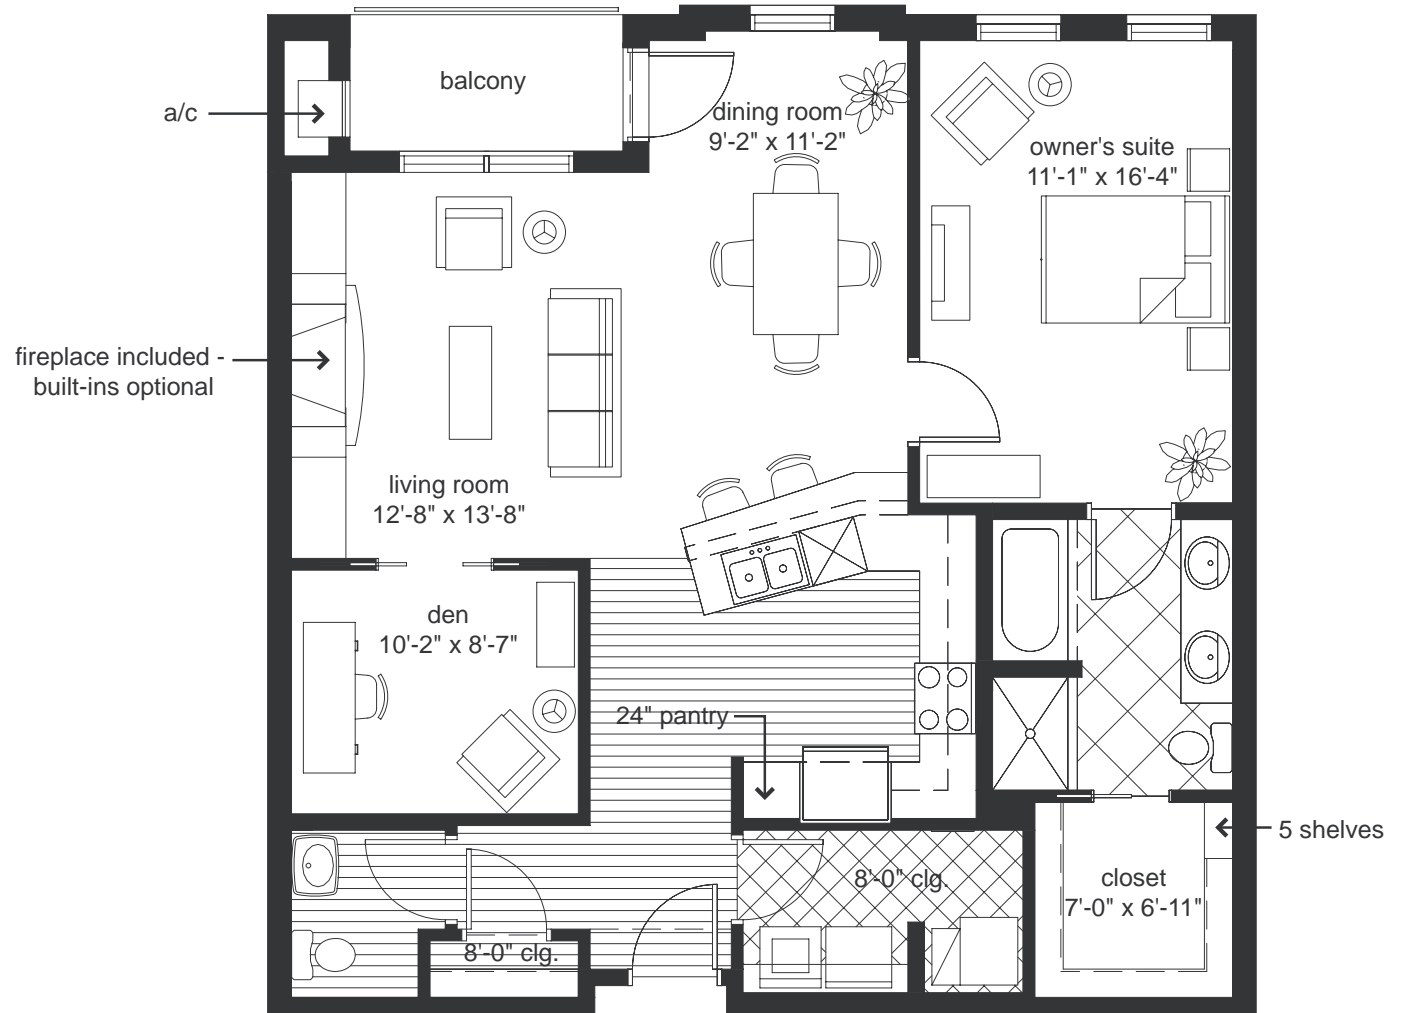 balcony
a/c
dining room
9'-2" x 11'-2"
owner's suite
11'-1" x 16'-4"
fireplace included -
built-ins optional
living room
12'-8" x 13'-8"
den
10'-2" x 8'-7"
24" pantry
5 shelves
8'-0" clg.
closet
7'-0" x 6'-11"
8'-0" clg.